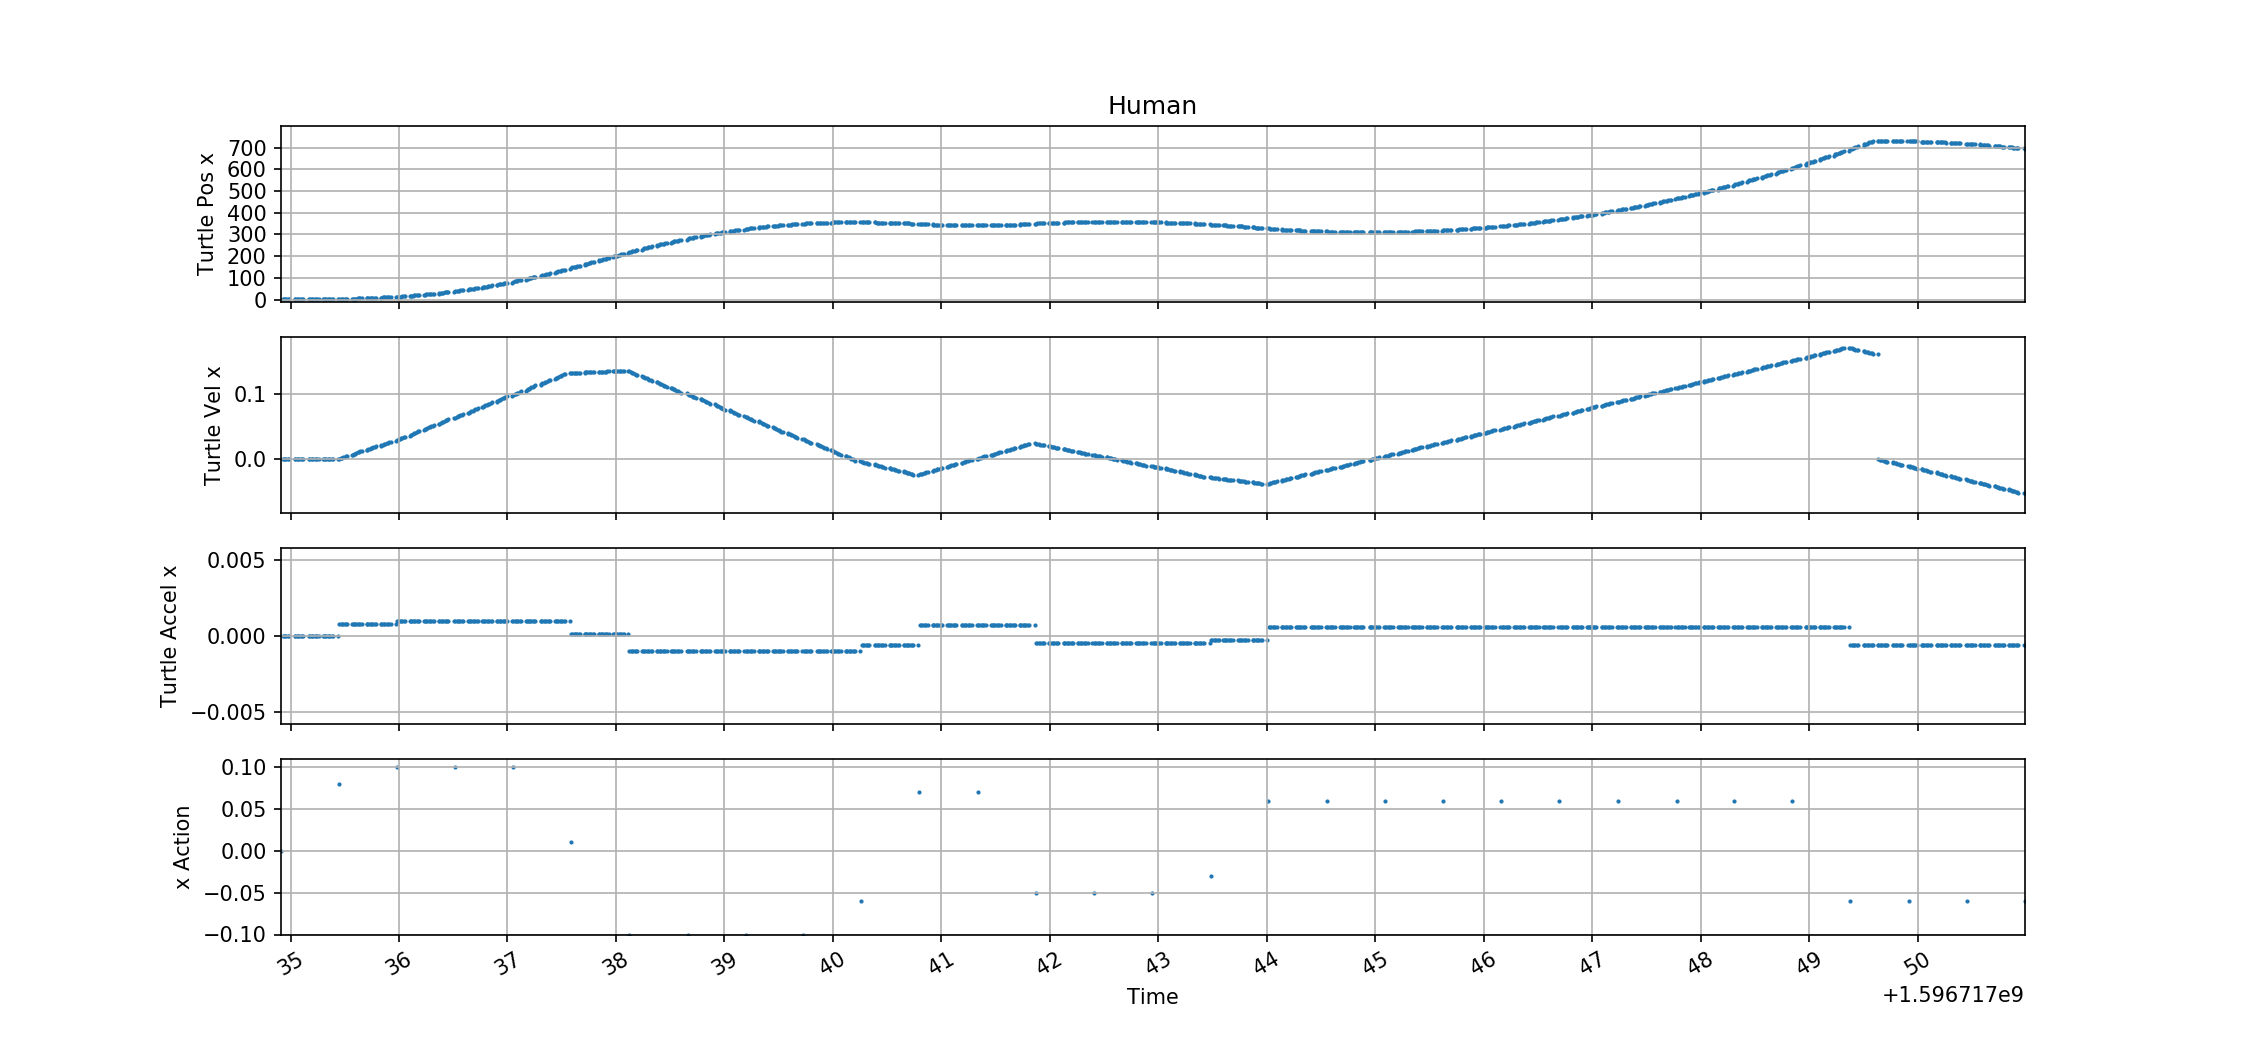 Human
Turtle Pos x
700
600
500
400
300
200
100
0
Turtle Vel x
0.1
0.0
Turtle Accel x
0.005
0.000
−0.005
x Action
0.10
0.05
0.00
−0.05
−0.10
35 36 37 38 39 40 41 42 43 44 45 46 47 48 49 50
Time
+1.596717e9